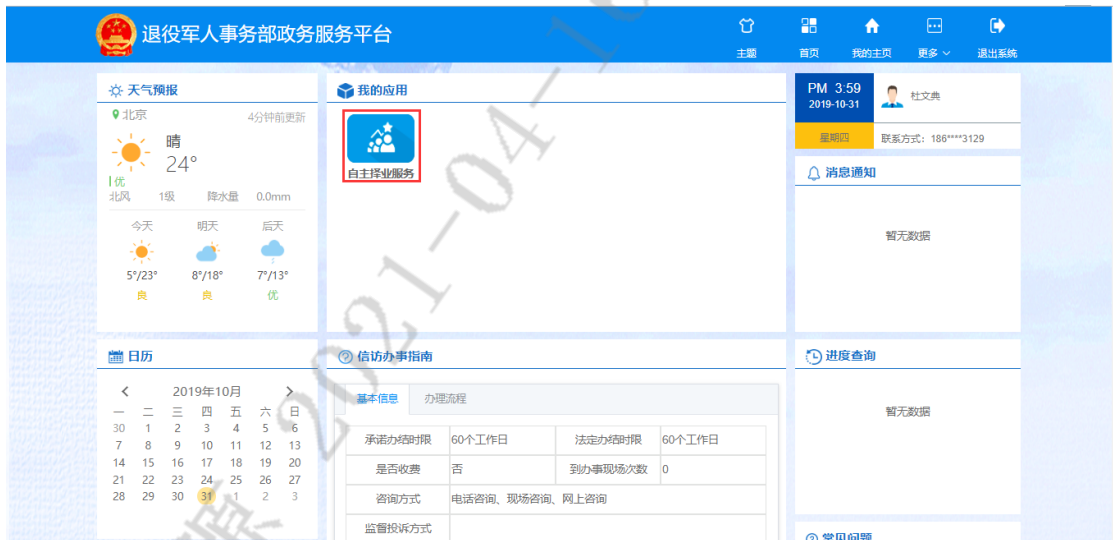 退役军人事务部政务服务平台
主题 首页 我的主页 更多 退出系统
天气预报
北京 4分钟前更新
晴
24°
优
北风 1级 降水量 0.0mm
今天 明天 后天
5°/23° 8°/18° 7°/13°
良 良 优
我的应用
自主择业服务
PM 3:59
2019-10-31
杜文典
星期四
联系方式：186****3129
消息通知
暂无数据
日历
2019年10月
一 二 三 四 五 六 日
30 1 2 3 4 5 6
7 8 9 10 11 12 13
14 15 16 17 18 19 20
21 22 23 24 25 26 27
28 29 30 31 1 2 3
信访办事指南
基本信息 办理流程
承诺办结时限 60个工作日 法定办结时限 60个工作日
是否收费 否 到办事现场次数 0
咨询方式 电话咨询、现场咨询、网上咨询
监督投诉方式
进度查询
暂无数据
常见问题
2021-04-1
源